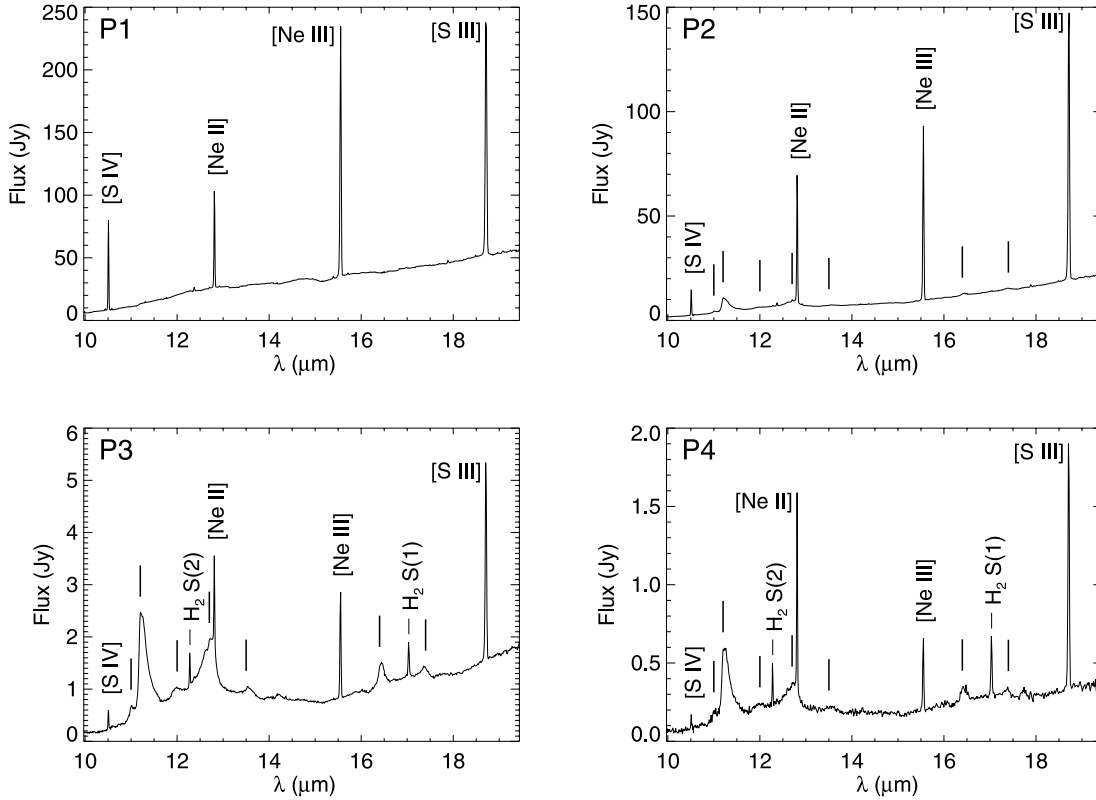 P1
Flux (Jy)
250
200
150
100
50
0
[S IV]
[Ne II]
[Ne III]
[S III]
10 12 14 16 18
λ (μm)
P2
Flux (Jy)
150
100
50
0
[S IV]
[Ne II]
[Ne III]
[S III]
10 12 14 16 18
λ (μm)
P3
Flux (Jy)
6
5
4
3
2
1
0
[S IV]
H₂ S(2)
[Ne II]
[Ne III]
H₂ S(1)
[S III]
10 12 14 16 18
λ (μm)
P4
Flux (Jy)
2.0
1.5
1.0
0.5
0.0
[S IV]
H₂ S(2)
[Ne II]
[Ne III]
H₂ S(1)
[S III]
10 12 14 16 18
λ (μm)